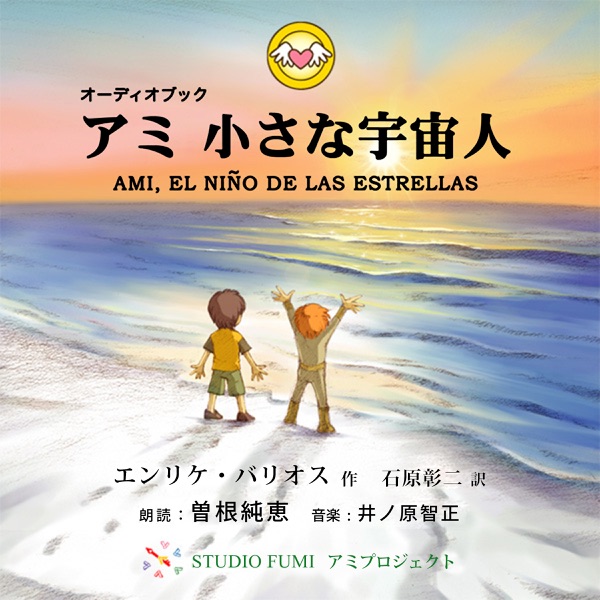 オーディオブック
アミ 小さな宇宙人
AMI, EL NIÑO DE LAS ESTRELLAS
エンリケ・バリオス 作 石原彰二 訳
朗読：曽根純恵 音楽：井ノ原智正
STUDIO FUMI アミプロジェクト